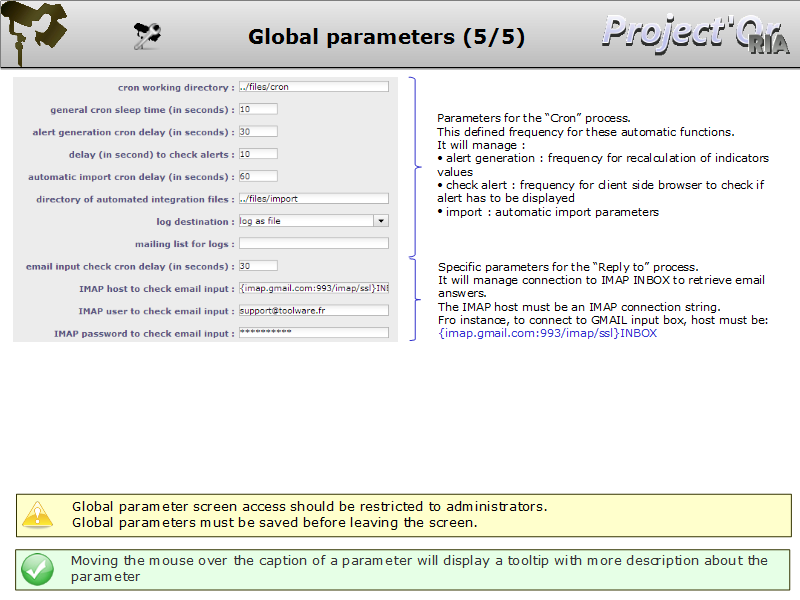 Global parameters (5/5)
Project'Or
RIA
cron working directory : ../files/cron
general cron sleep time (in seconds) : 10
alert generation cron delay (in seconds) : 30
delay (in second) to check alerts : 10
automatic import cron delay (in seconds) : 60
directory of automated integration files : ../files/import
log destination : log as file
mailing list for logs :
email input check cron delay (in seconds) : 30
IMAP host to check email input : {imap.gmail.com:993/imap/ssl}INB
IMAP user to check email input : support@toolware.fr
IMAP password to check email input : **********
Parameters for the “Cron” process.
This defined frequency for these automatic functions.
It will manage :
• alert generation : frequency for recalculation of indicators
values
• check alert : frequency for client side browser to check if
alert has to be displayed
• import : automatic import parameters
Specific parameters for the “Reply to” process.
It will manage connection to IMAP INBOX to retrieve email
answers.
The IMAP host must be an IMAP connection string.
Fro instance, to connect to GMAIL input box, host must be:
{imap.gmail.com:993/imap/ssl}INBOX
Global parameter screen access should be restricted to administrators.
Global parameters must be saved before leaving the screen.
Moving the mouse over the caption of a parameter will display a tooltip with more description about the
parameter